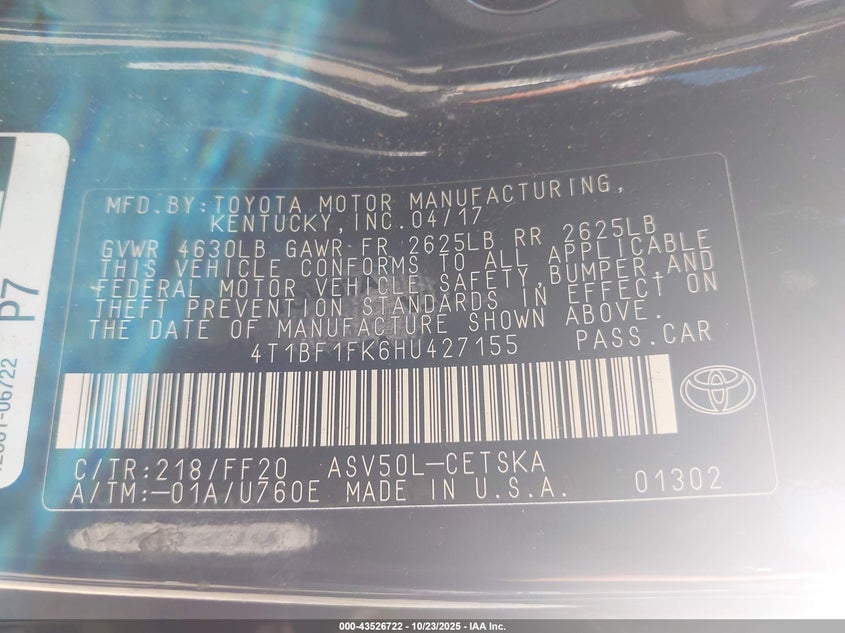 MFD.BY:TOYOTA MOTOR MANUFACTURING,
KENTUCKY,INC.04/17
GVWR 4630LB GAWR FR 2625LB RR 2625LB
THIS VEHICLE CONFORMS TO ALL APPLICABLE
FEDERAL MOTOR VEHICLE SAFETY,BUMPER,AND
THEFT PREVENTION STANDARDS IN EFFECT ON
THE DATE OF MANUFACTURE SHOWN ABOVE.
4T1BF1FK6HU427155 PASS.CAR
C/TR:218/FF20 ASV50L-CETSKA
A/TM:-01A/U760E MADE IN U.S.A. 01302
P7
06/22
000-43526722 - 10/23/2025 - IAA Inc.